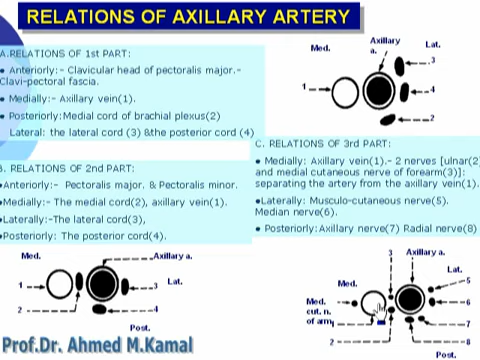 RELATIONS OF AXILLARY ARTERY
A.RELATIONS OF 1st PART:
● Anteriorly:- Clavicular head of pectoralis major.-
Clavi-pectoral fascia.
● Medially:- Axillary vein(1).
● Posteriorly:Medial cord of brachial plexus(2)
Lateral: the lateral cord (3) &the posterior cord (4)
B. RELATIONS OF 2nd PART:
●Anteriorly:- Pectoralis major. & Pectoralis minor.
●Medially:- The medial cord(2), axillary vein(1).
●Laterally:-The lateral cord(3),
●Posteriorly: The posterior cord(4).
Med.
Axillary
a.
Lat.
3
1
4
2
C. RELATIONS OF 3rd PART:
● Medially: Axillary vein(1).- 2 nerves [ulnar(2)
and medial cutaneous nerve of forearm(3)]:
separating the artery from the axillary vein(1).
●Laterally: Musculo-cutaneous nerve(5).
Median nerve(6).
● Posteriorly:Axillary nerve(7) Radial nerve(8)
Med.
Axillary a.
Lat.
1
3
2
4
Post.
3
Axillary a.
Lat.
Med.
5
Med.
cut. n.
of arm
6
1
7
2
8
Post.
Prof.Dr. Ahmed M.Kamal